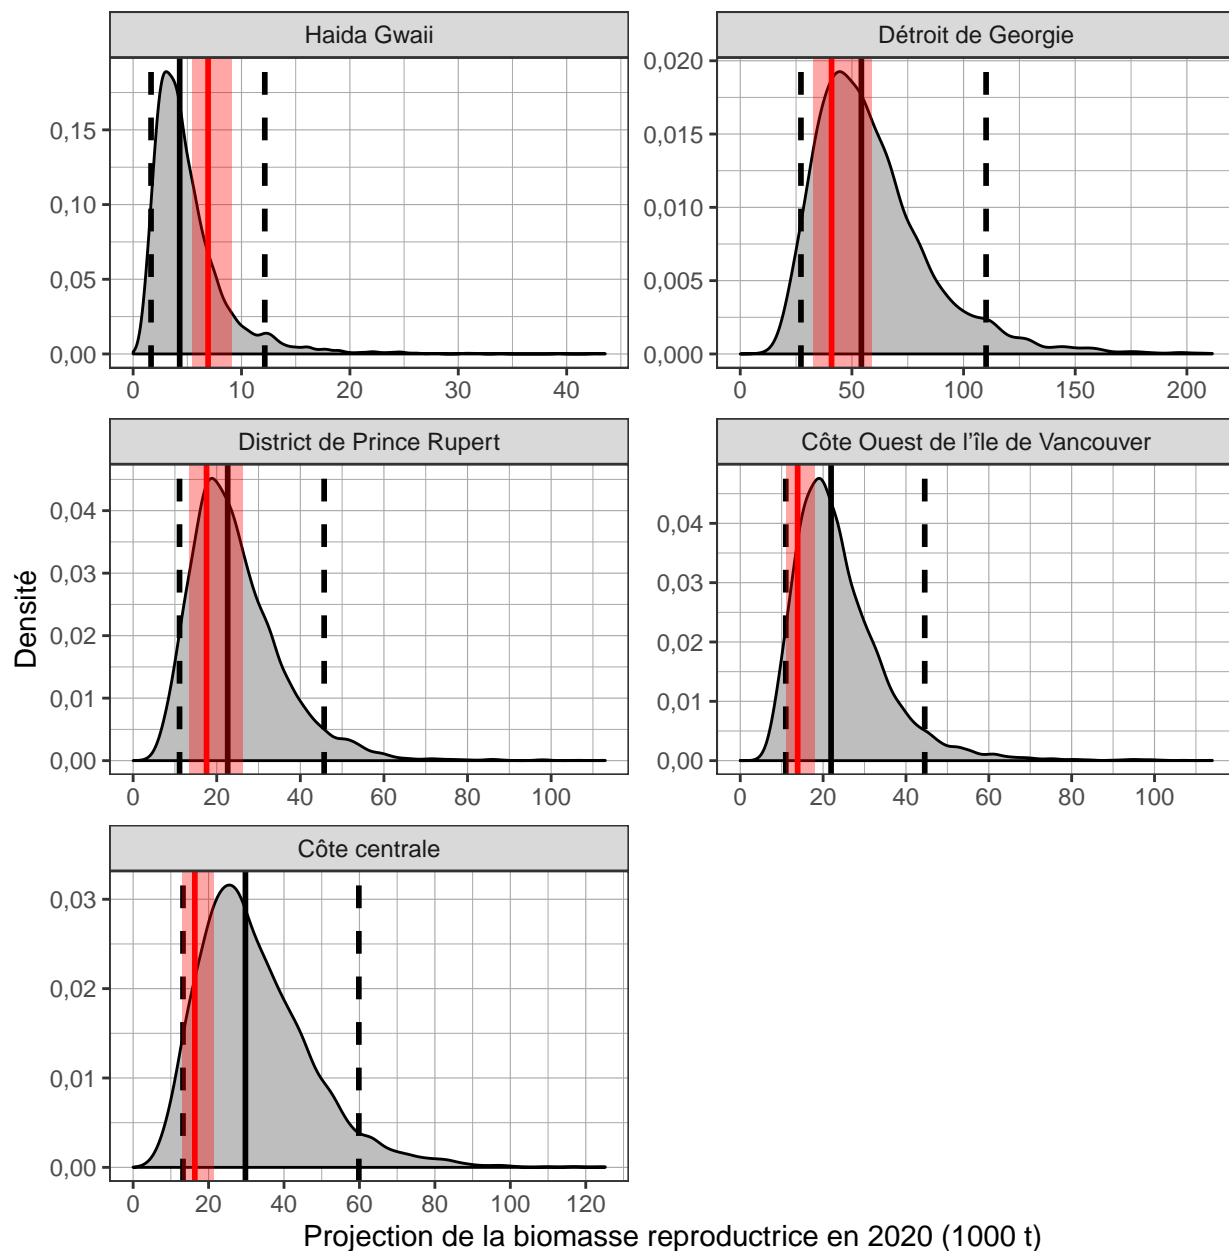 Haida Gwaii
0,15
0,10
0,05
0,00
0 10 20 30 40
Détroit de Georgie
0,020
0,015
0,010
0,005
0,000
0 50 100 150 200
District de Prince Rupert
0,04
0,03
0,02
0,01
0,00
0 20 40 60 80 100
Côte Ouest de l'île de Vancouver
0,04
0,03
0,02
0,01
0,00
0 20 40 60 80 100
Côte centrale
0,03
0,02
0,01
0,00
0 20 40 60 80 100 120
Densité
Projection de la biomasse reproductrice en 2020 (1000 t)